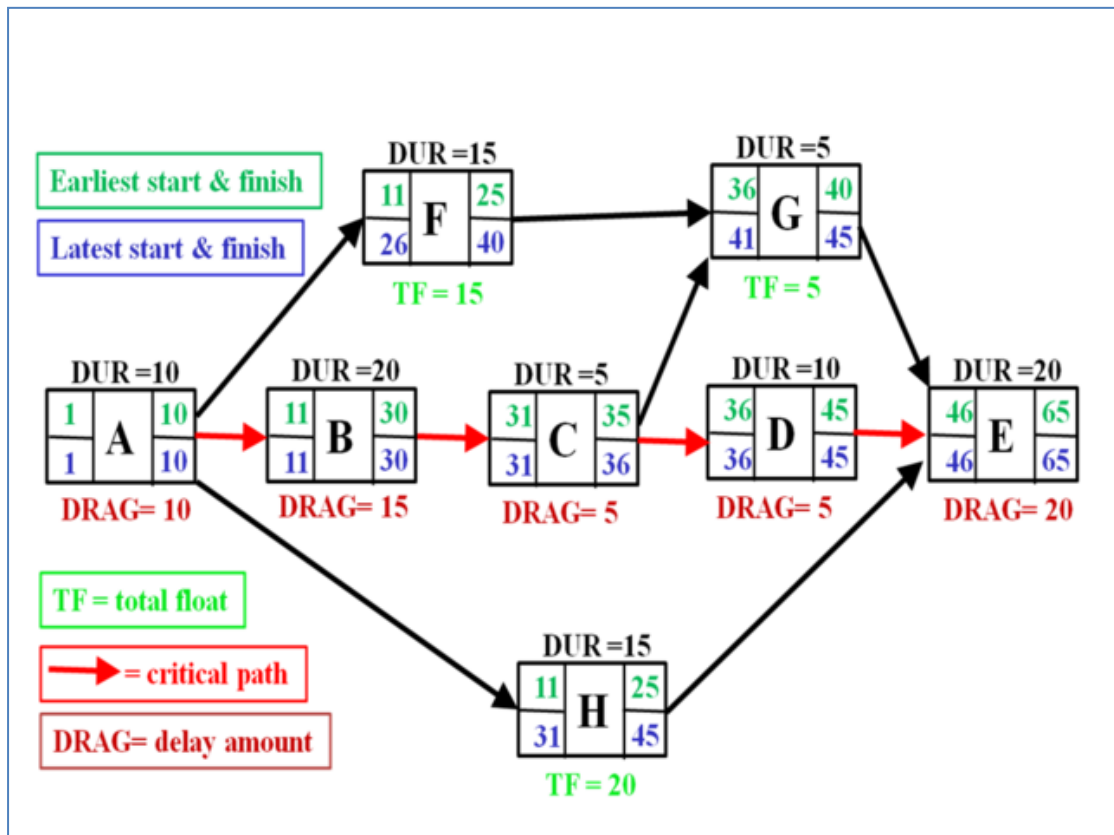 DUR =15
DUR =5
Earliest start & finish
11 25
F
26 40
36 40
G
41 45
Latest start & finish
TF = 15
TF = 5
DUR =10
DUR =20
DUR =5
DUR =10
DUR =20
1 10
A
1 10
11 30
B
11 30
31 35
C
31 36
36 45
D
36 45
46 65
E
46 65
DRAG= 10
DRAG= 15
DRAG= 5
DRAG= 5
DRAG= 20
TF = total float
= critical path
DRAG= delay amount
DUR =15
11 25
H
31 45
TF = 20